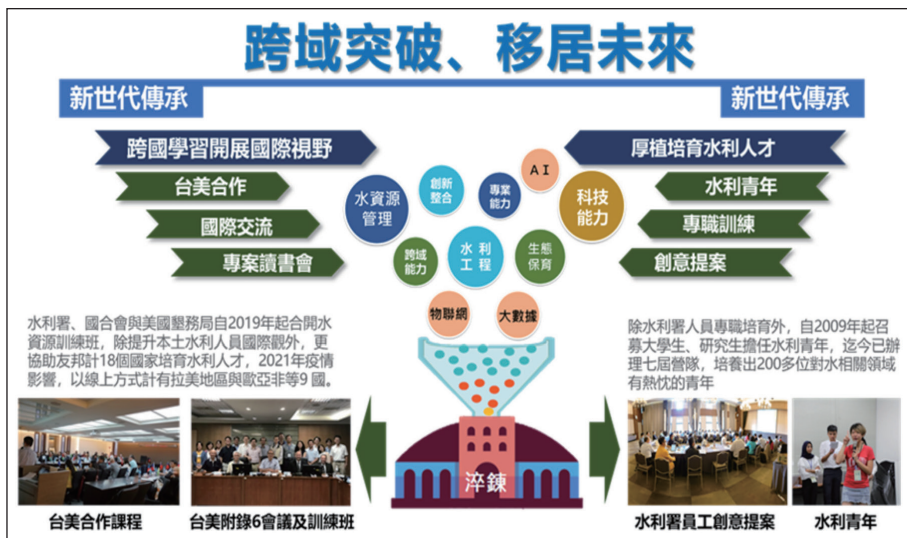 跨域突破、移居未來
新世代傳承
跨國學習開展國際視野
台美合作
國際交流
專案讀書會
水利署、國合會與美國墾務局自2019年起合開水
資源訓練班，除提升本土水利人員國際觀外，更
協助友邦計18個國家培育水利人才，2021年疫情
影響，以線上方式計有拉美地區與歐亞非等9 國。
台美合作課程
台美附錄6會議及訓練班
AI
創新
整合
專業
能力
水資源
管理
科技
能力
跨域
能力
水利
工程
生態
保育
物聯網
大數據
淬鍊
新世代傳承
厚植培育水利人才
水利青年
專職訓練
創意提案
除水利署人員專職培育外，自2009年起召
募大學生、研究生擔任水利青年，迄今已辦
理七屆營隊，培養出200多位對水相關領域
有熱忱的青年
水利署員工創意提案
水利青年